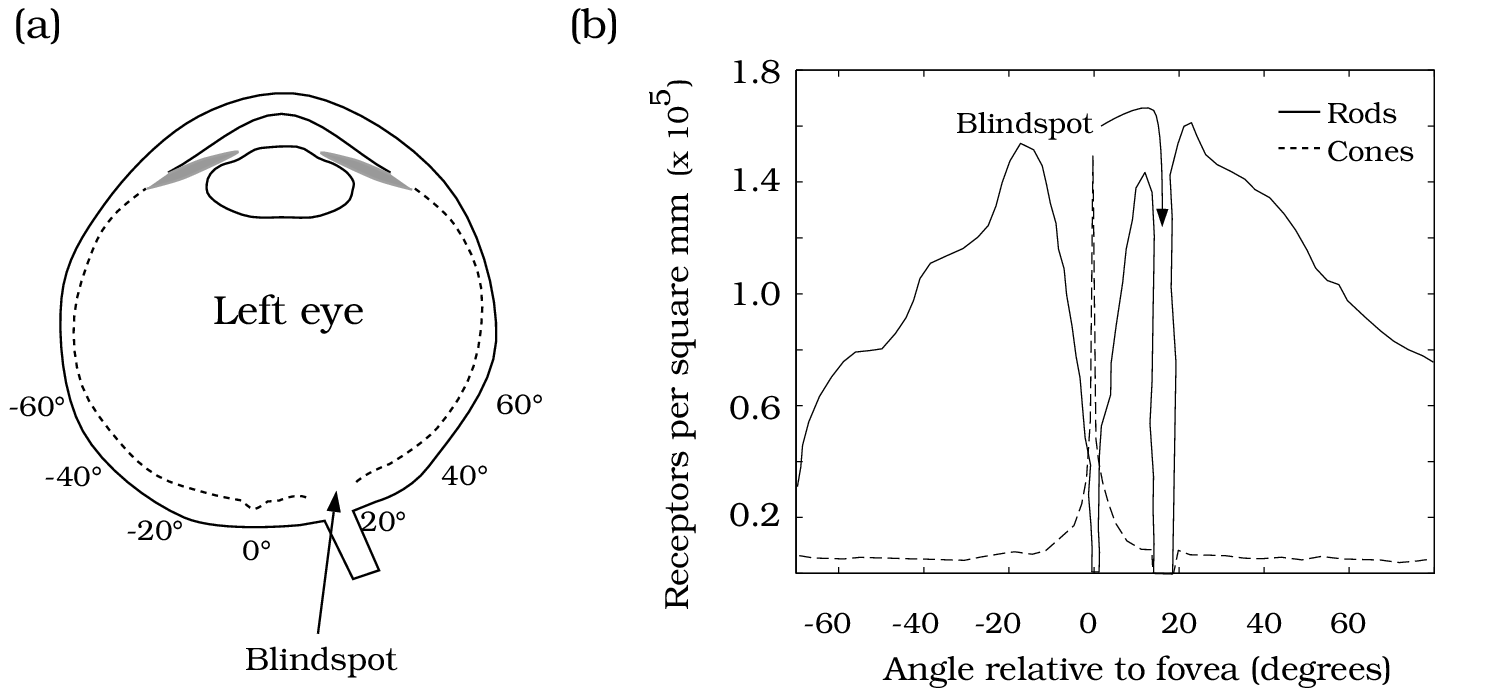 (a)
Left eye
-60°
60°
-40°
40°
-20°
20°
0°
Blindspot
(b)
Receptors per square mm (x 10⁵)
1.8
1.4
1.0
0.6
0.2
Blindspot
Rods
Cones
-60 -40 -20 0 20 40 60
Angle relative to fovea (degrees)